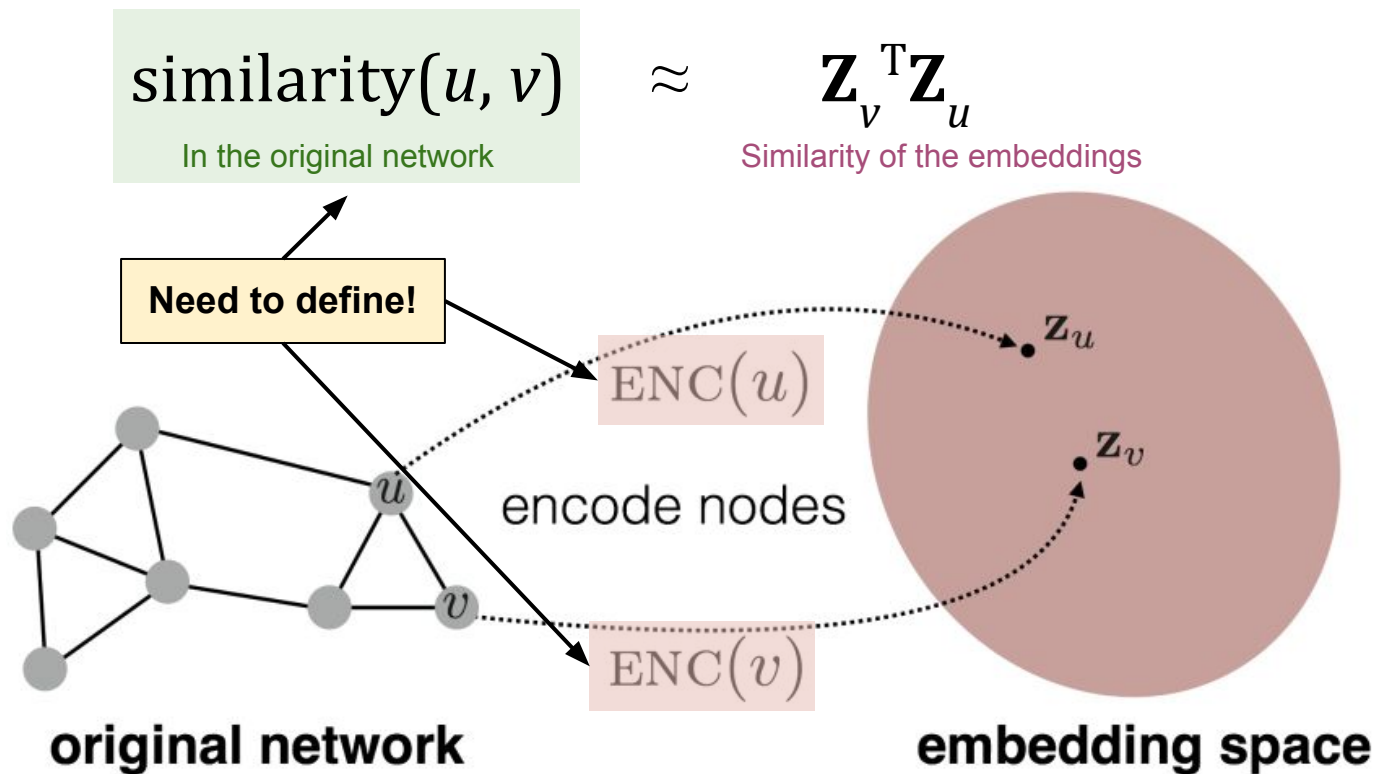 similarity(u, v) ≈ Z_v^T Z_u
In the original network
Similarity of the embeddings
Need to define!
z_u
ENC(u)
z_v
u
encode nodes
v
ENC(v)
original network
embedding space